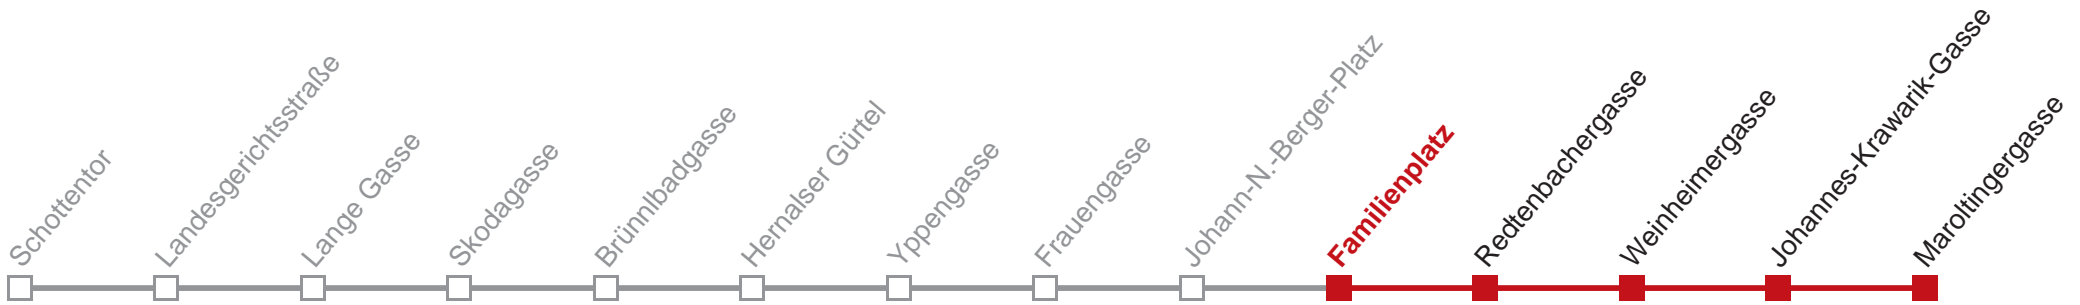 Schottentor
Landesgerichtsstraße
Lange Gasse
Skodagasse
Brünnlbadgasse
Hernalser Gürtel
Yppengasse
Frauengasse
Johann-N.-Berger-Platz
Familienplatz
Redtenbachergasse
Weinheimergasse
Johannes-Krawarik-Gasse
Maroltingergasse